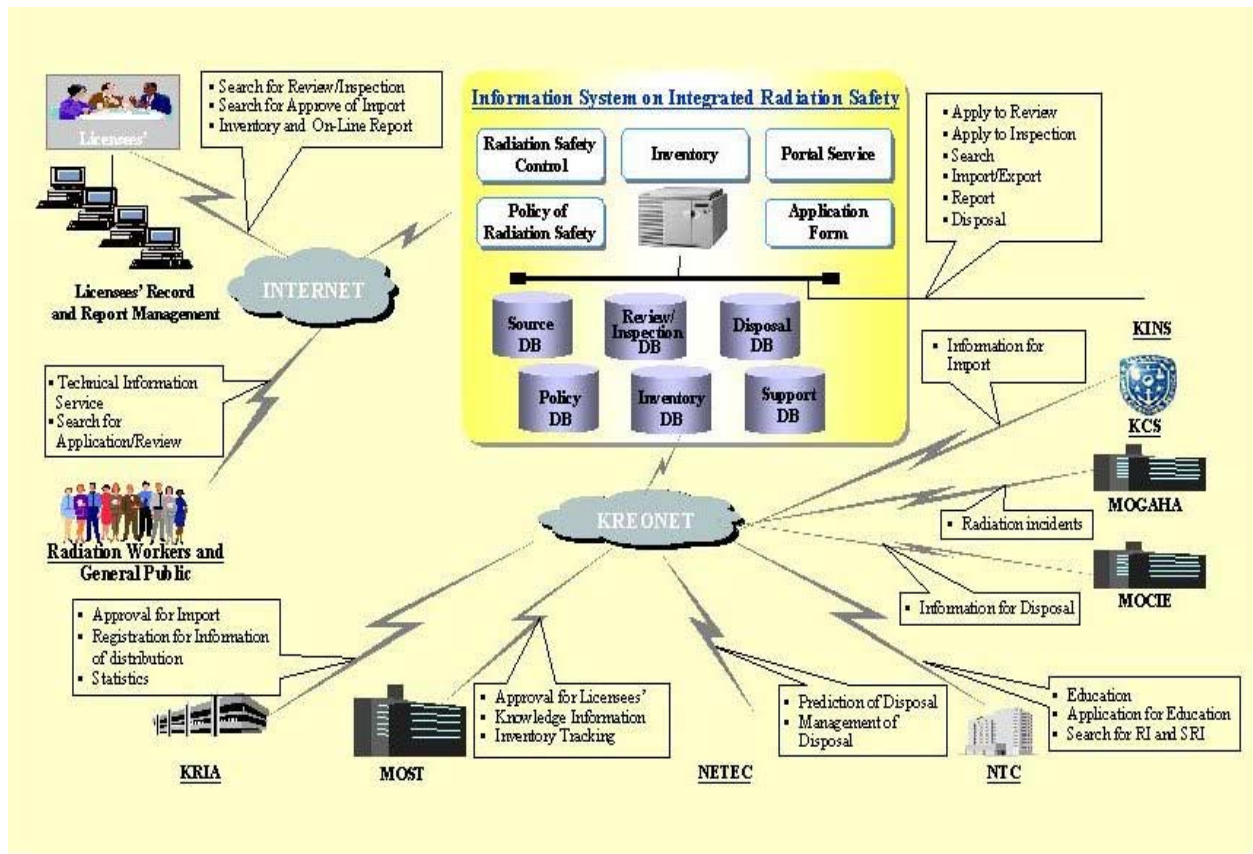 Licensees'
▪ Search for Review/Inspection
▪ Search for Approve of Import
▪ Inventory and On-Line Report
Licensees' Record
and Report Management
INTERNET
Information System on Integrated Radiation Safety
Radiation Safety
Control
Inventory
Portal Service
Policy of
Radiation Safety
Application
Form
Source
DB
Review/
Inspection
DB
Disposal
DB
Policy
DB
Inventory
DB
Support
DB
▪ Apply to Review
▪ Apply to Inspection
▪ Search
▪ Import/Export
▪ Report
▪ Disposal
KINS
▪ Information for
Import
KCS
MOGAHA
▪ Radiation incidents
MOCIE
▪ Information for Disposal
▪ Technical Information
Service
▪ Search for
Application/Review
Radiation Workers and
General Public
KREONET
▪ Approval for Import
▪ Registration for Information
of distribution
▪ Statistics
KRIA
▪ Approval for Licensees'
▪ Knowledge Information
▪ Inventory Tracking
MOST
▪ Prediction of Disposal
▪ Management of
Disposal
NETEC
▪ Education
▪ Application for Education
▪ Search for RI and SRI
NTC